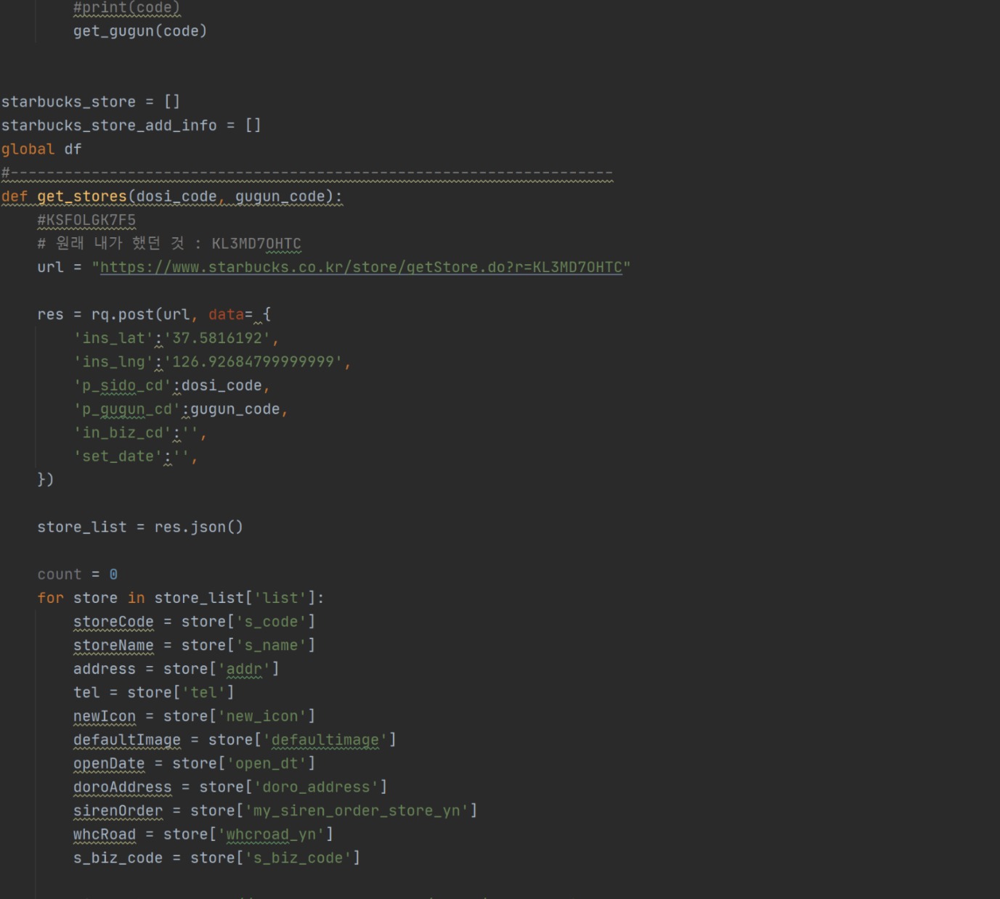 #print(code)
get_gugun(code)
starbucks_store = []
starbucks_store_add_info = []
global df
#-------------------------------------------------------------------
def get_stores(dosi_code, gugun_code):
#KSFOLGK7F5
# 원래 내가 했던 것 : KL3MD7OHTC
url = "https://www.starbucks.co.kr/store/getStore.do?r=KL3MD7OHTC"
res = rq.post(url, data= {
'ins_lat':'37.5816192',
'ins_lng':'126.92684799999999',
'p_sido_cd':dosi_code,
'p_gugun_cd':gugun_code,
'in_biz_cd':'',
'set_date':'',
})
store_list = res.json()
count = 0
for store in store_list['list']:
storeCode = store['s_code']
storeName = store['s_name']
address = store['addr']
tel = store['tel']
newIcon = store['new_icon']
defaultImage = store['defaultimage']
openDate = store['open_dt']
doroAddress = store['doro_address']
sirenOrder = store['my_siren_order_store_yn']
whcRoad = store['whcroad_yn']
s_biz_code = store['s_biz_code']